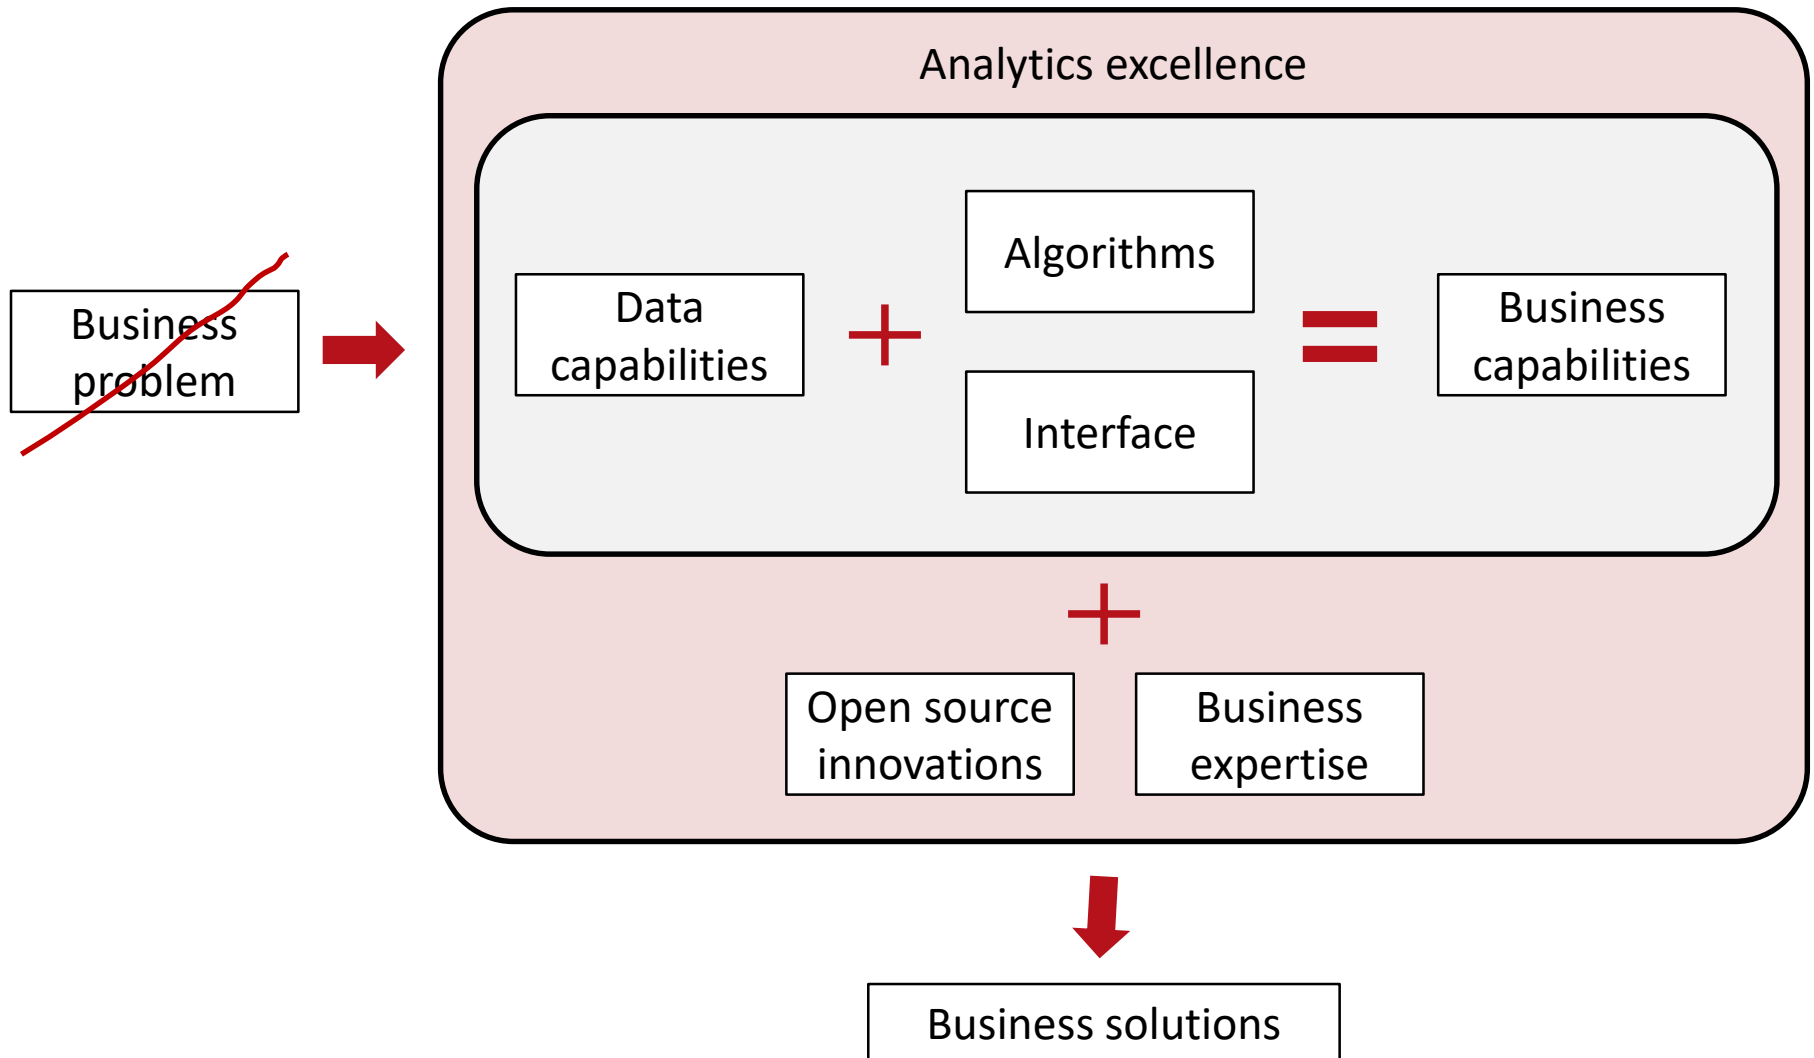 Analytics excellence
Business
problem
Data
capabilities
Algorithms
Interface
Business
capabilities
Open source
innovations
Business
expertise
Business solutions